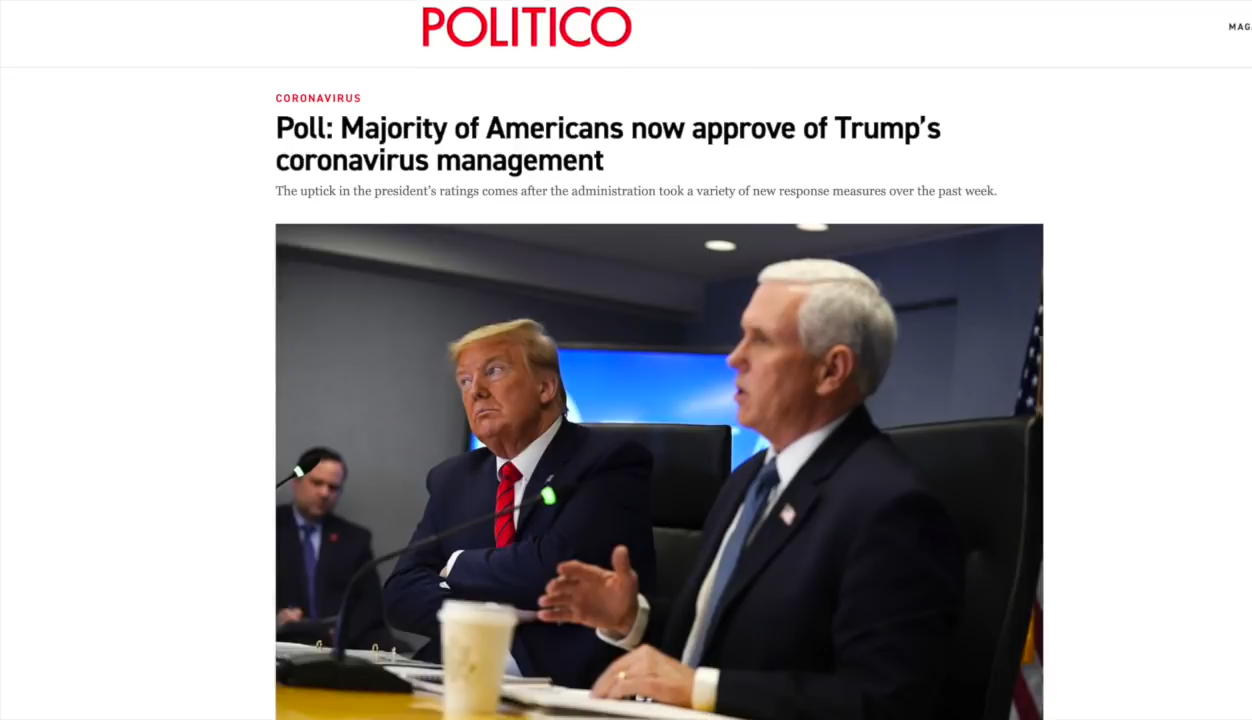 POLITICO
MAG
CORONAVIRUS
Poll: Majority of Americans now approve of Trump's
coronavirus management
The uptick in the president's ratings comes after the administration took a variety of new response measures over the past week.